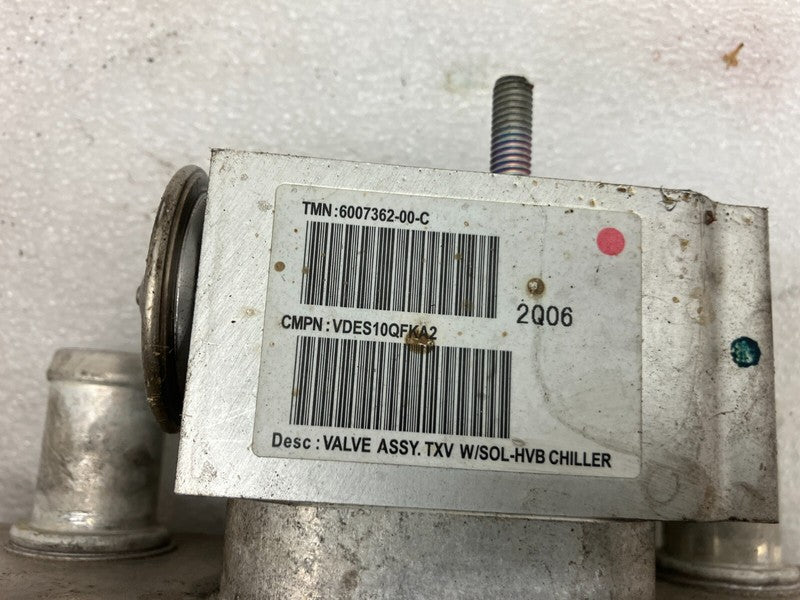 TMN:6007362-00-C
2Q06
CMPN:VDES10QFKA2
Desc:VALVE ASSY. TXV W/SOL-HVB CHILLER